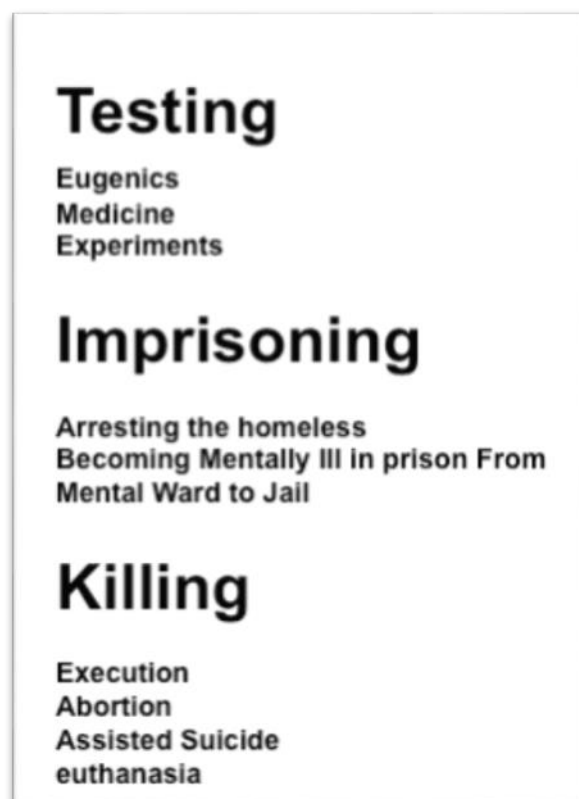 Testing
Eugenics
Medicine
Experiments
Imprisoning
Arresting the homeless
Becoming Mentally Ill in prison From
Mental Ward to Jail
Killing
Execution
Abortion
Assisted Suicide
euthanasia